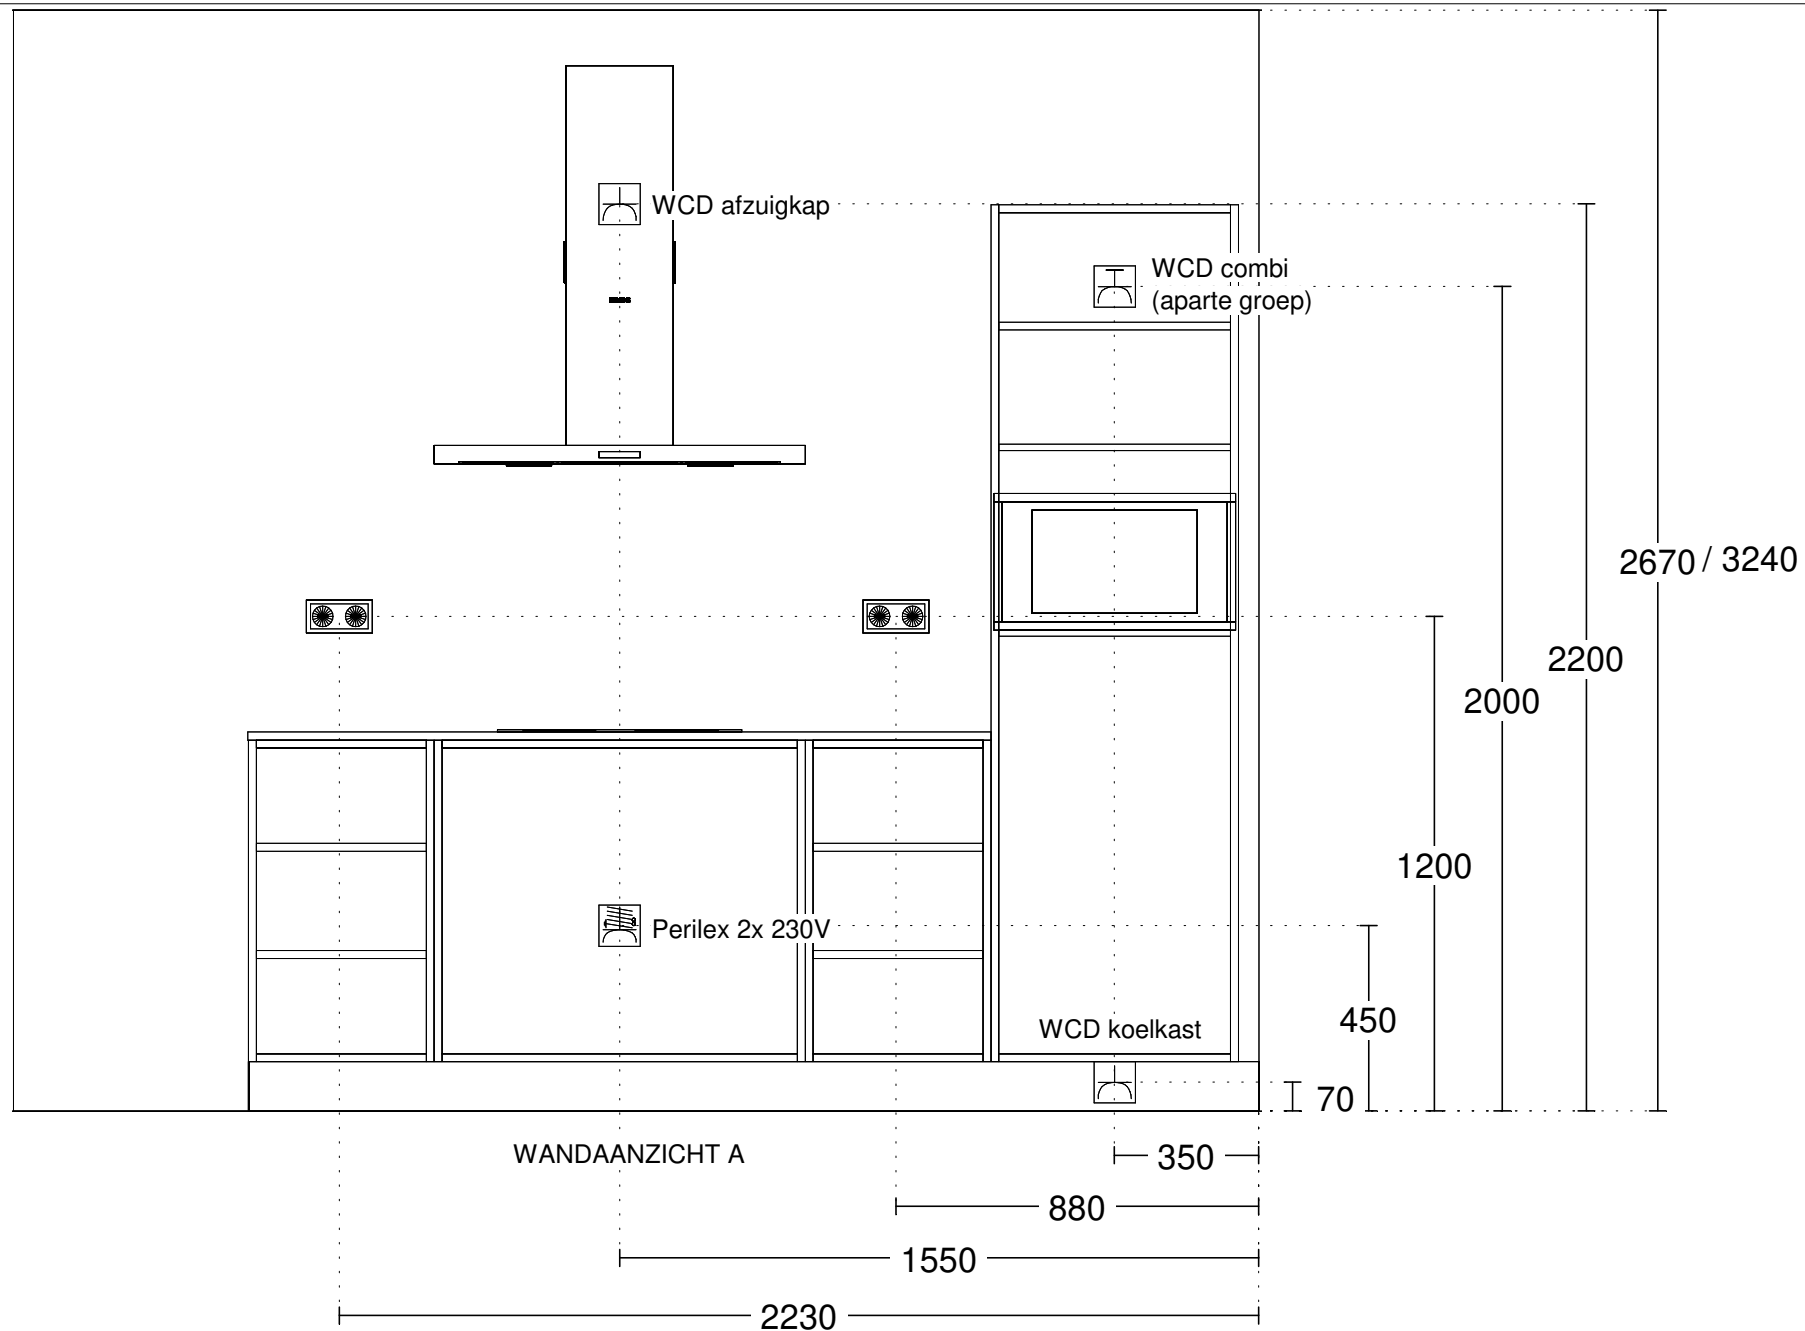 WCD afzuigkap
WCD combi
(aparte groep)
2670 / 3240
2200
2000
1200
Perilex 2x 230V
450
WCD koelkast
70
WANDAANZICHT A
350
880
1550
2230